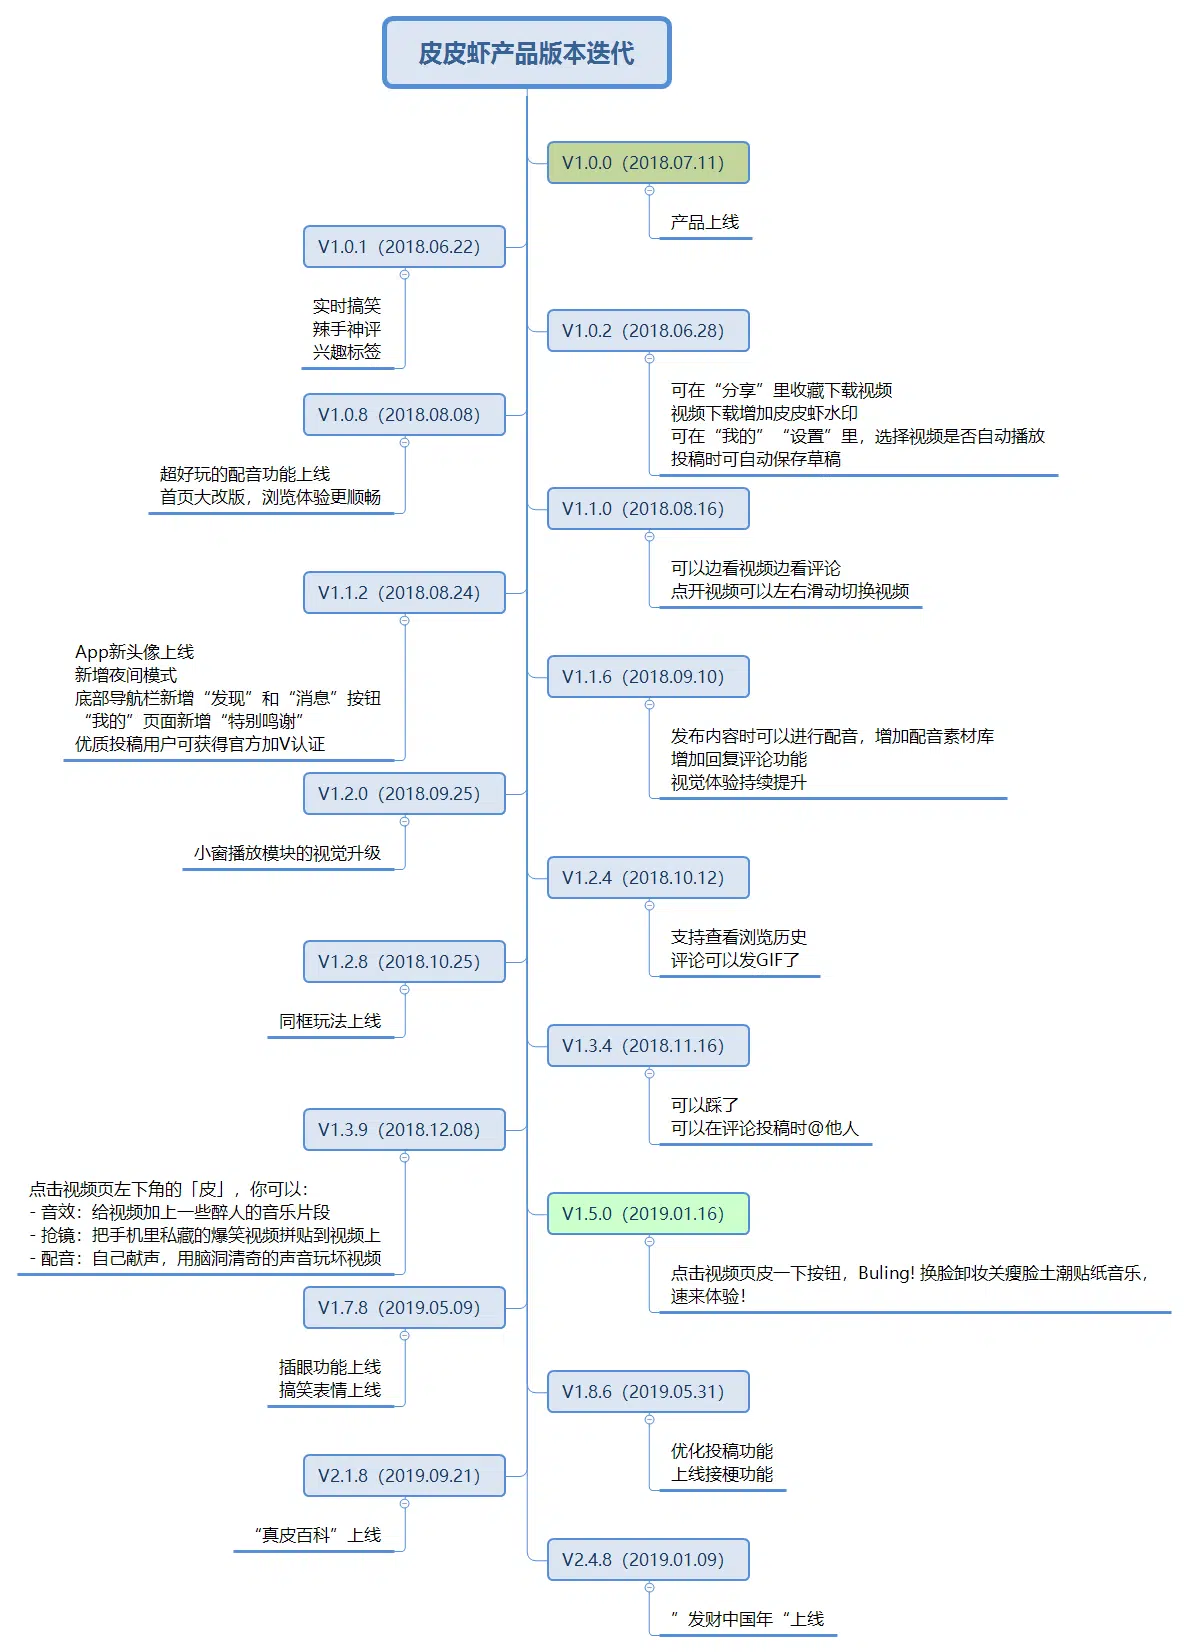 皮皮虾产品版本迭代
V1.0.0（2018.07.11）
产品上线
V1.0.1（2018.06.22）
实时搞笑
辣手神评
兴趣标签
V1.0.2（2018.06.28）
可在“分享”里收藏下载视频
视频下载增加皮皮虾水印
可在“我的”“设置”里，选择视频是否自动播放
投稿时可自动保存草稿
V1.0.8（2018.08.08）
超好玩的配音功能上线
首页大改版，浏览体验更顺畅
V1.1.0（2018.08.16）
可以边看视频边看评论
点开视频可以左右滑动切换视频
V1.1.2（2018.08.24）
App新头像上线
新增夜间模式
底部导航栏新增“发现”和“消息”按钮
“我的”页面新增“特别鸣谢”
优质投稿用户可获得官方加V认证
V1.1.6（2018.09.10）
发布内容时可以进行配音，增加配音素材库
增加回复评论功能
视觉体验持续提升
V1.2.0（2018.09.25）
小窗播放模块的视觉升级
V1.2.4（2018.10.12）
支持查看浏览历史
评论可以发GIF了
V1.2.8（2018.10.25）
同框玩法上线
V1.3.4（2018.11.16）
可以踩了
可以在评论投稿时@他人
V1.3.9（2018.12.08）
点击视频页左下角的「皮」，你可以：
- 音效：给视频加上一些醉人的音乐片段
- 抢镜：把手机里私藏的爆笑视频拼贴到视频上
- 配音：自己献声，用脑洞清奇的声音玩坏视频
V1.5.0（2019.01.16）
点击视频页皮一下按钮，Buling! 换脸卸妆关瘦脸土潮贴纸音乐，
速来体验！
V1.7.8（2019.05.09）
插眼功能上线
搞笑表情上线
V1.8.6（2019.05.31）
优化投稿功能
上线接梗功能
V2.1.8（2019.09.21）
“真皮百科”上线
V2.4.8（2019.01.09）
”发财中国年“上线